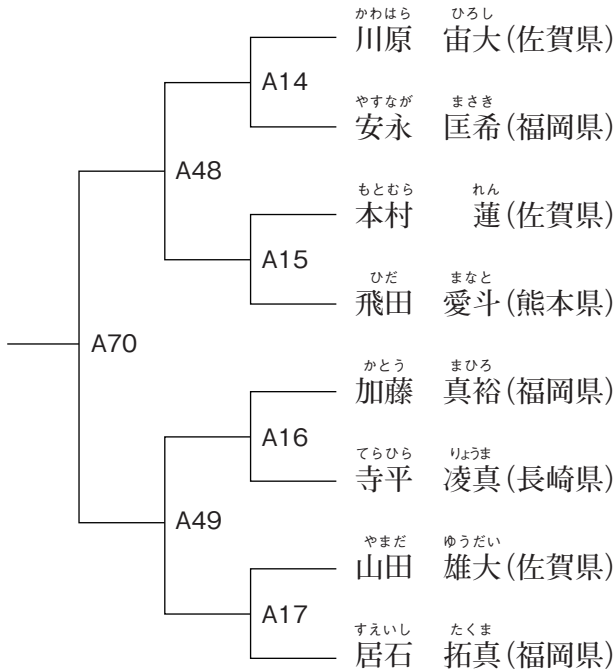 かわはら ひろし
川原 宙大(佐賀県)
A14
やすなが まさき
安永 匡希(福岡県)
A48
もとむら れん
本村 蓮(佐賀県)
A15
ひだ まなと
飛田 愛斗(熊本県)
A70
かとう まひろ
加藤 真裕(福岡県)
A16
てらひら りょうま
寺平 凌真(長崎県)
A49
やまだ ゆうだい
山田 雄大(佐賀県)
A17
すえいし たくま
居石 拓真(福岡県)